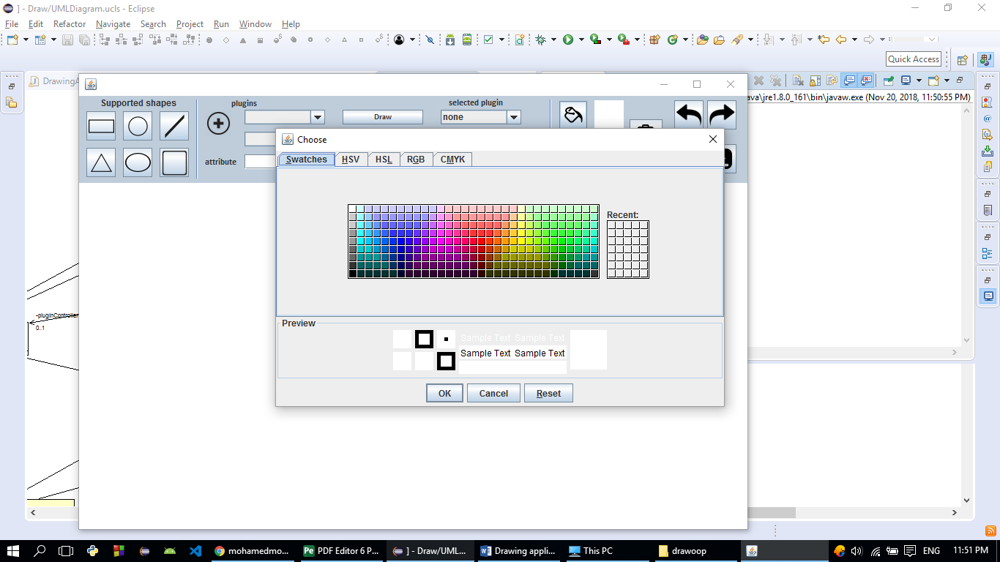 ] - Draw/UMLDiagram.ucls - Eclipse
File Edit Refactor Navigate Search Project Run Window Help
Quick Access
DrawingA
ava\jre1.8.0_161\bin\javaw.exe (Nov 20, 2018, 11:50:55 PM)
Supported shapes
plugins
selected plugin
Draw
none
attribute
Choose
Swatches HSV HSL RGB CMYK
Recent:
-pluginController
0..1
Preview
Sample Text Sample Text
Sample Text Sample Text
OK Cancel Reset
mohamedmo... PDF Editor 6 P... ] - Draw/UML... Drawing appli... This PC drawoop ENG 11:51 PM